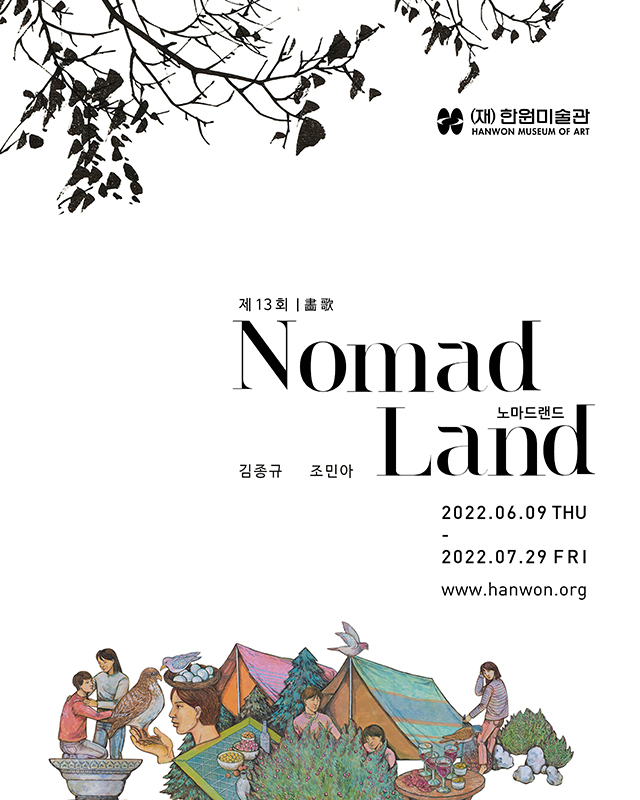 (재) 한원미술관
HANWON MUSEUM OF ART
제13회 | 畵歌
Nomad
노마드랜드
Land
김종규 조민아
2022.06.09 THU
-
2022.07.29 FRI
www.hanwon.org